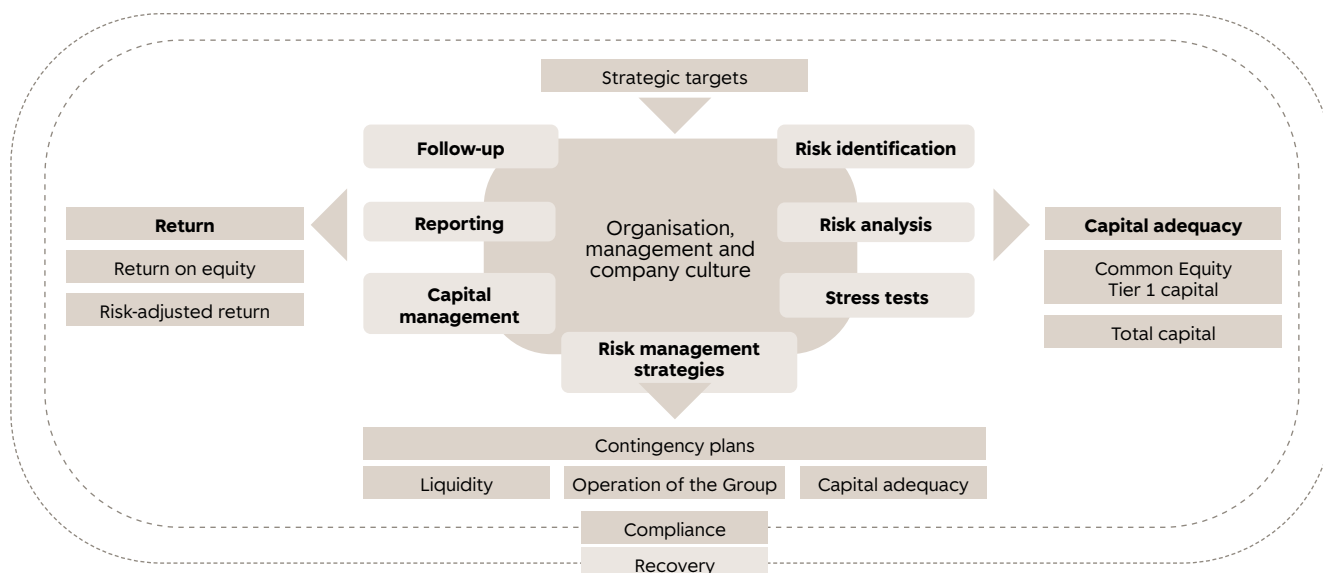 Strategic targets
Follow-up
Risk identification
Return
Reporting
Organisation,
management and
company culture
Risk analysis
Capital adequacy
Return on equity
Common Equity
Tier 1 capital
Risk-adjusted return
Capital
management
Stress tests
Total capital
Risk management
strategies
Contingency plans
Liquidity
Operation of the Group
Capital adequacy
Compliance
Recovery